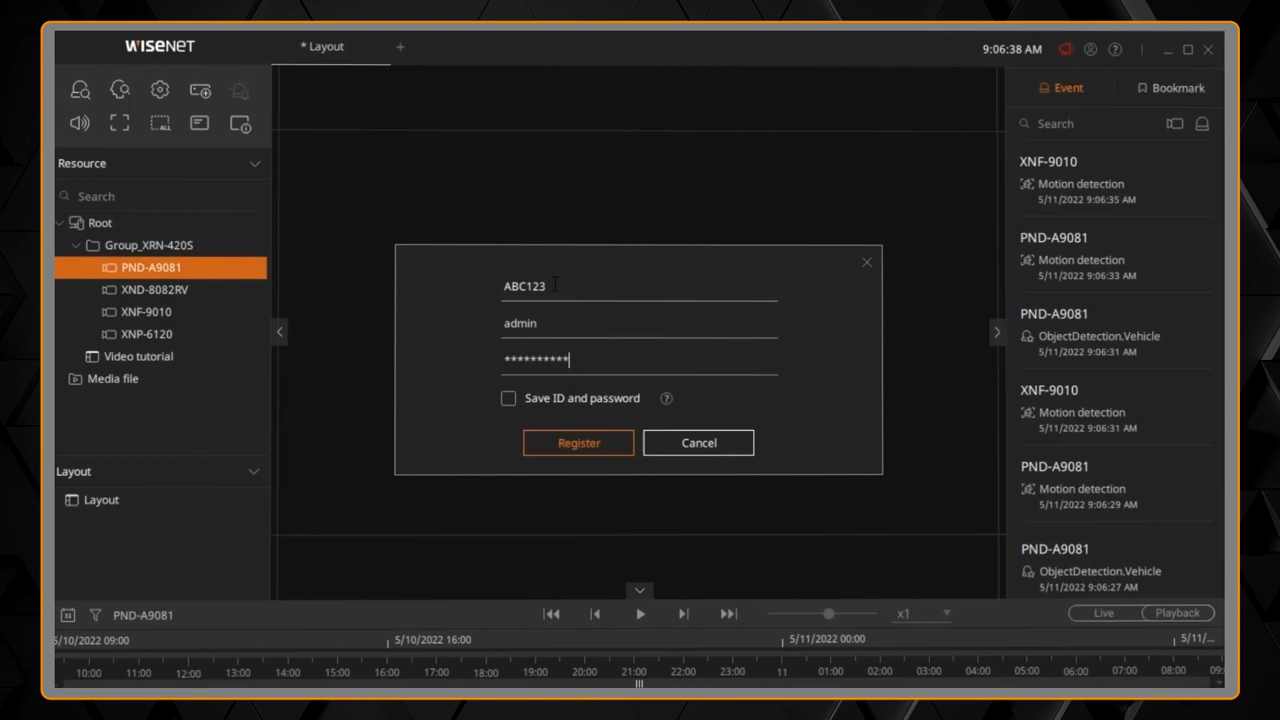 WISENET
* Layout
+
9:06:38 AM
?
ALL
Resource
Search
Root
Group_XRN-420S
PND-A9081
XND-8082RV
XNF-9010
XNP-6120
Video tutorial
Media file
Layout
Layout
ABC123
admin
**********
Save ID and password
?
Register
Cancel
Event
Bookmark
Search
XNF-9010
Motion detection
5/11/2022 9:06:35 AM
PND-A9081
Motion detection
5/11/2022 9:06:33 AM
PND-A9081
ObjectDetection.Vehicle
5/11/2022 9:06:31 AM
XNF-9010
Motion detection
5/11/2022 9:06:31 AM
PND-A9081
Motion detection
5/11/2022 9:06:29 AM
PND-A9081
ObjectDetection.Vehicle
5/11/2022 9:06:27 AM
31
PND-A9081
x1
Live
Playback
5/10/2022 09:00
5/10/2022 16:00
5/11/2022 00:00
5/11/...
10:00 11:00 12:00 13:00 14:00 15:00 16:00 17:00 18:00 19:00 20:00 21:00 22:00 23:00 11 01:00 02:00 03:00 04:00 05:00 06:00 07:00 08:00 09: